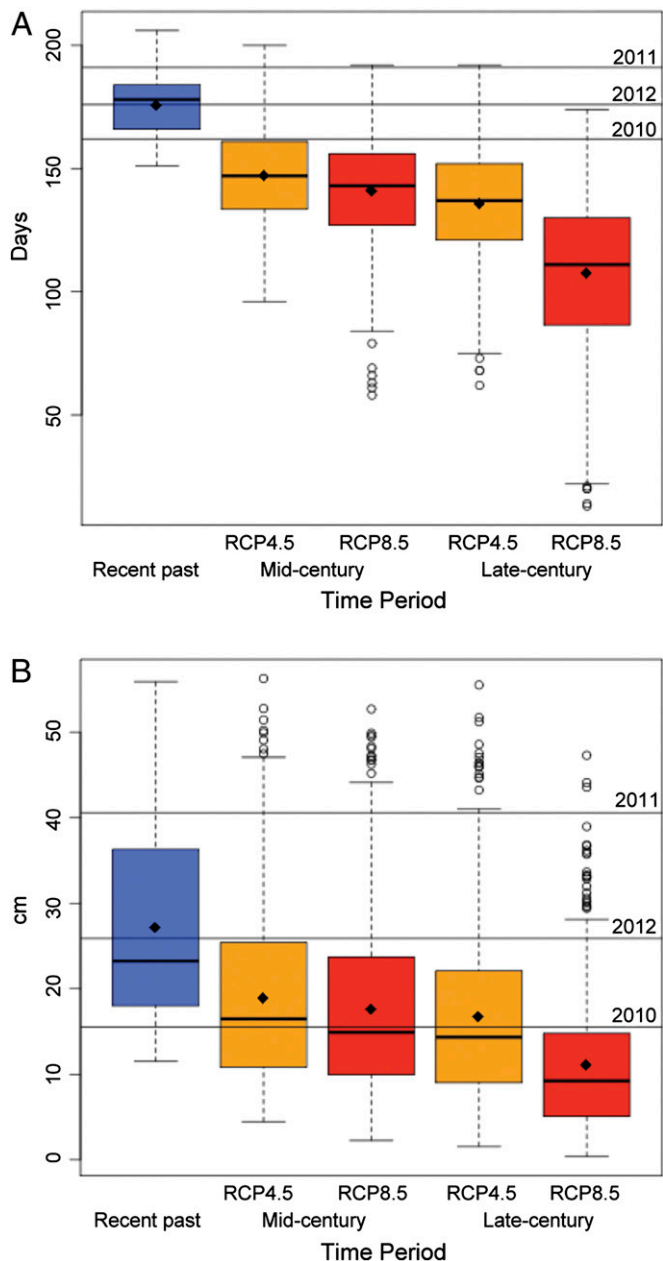 A
200
150
100
50
Days
2011
2012
2010
RCP4.5 RCP8.5 RCP4.5 RCP8.5
Recent past Mid-century Late-century
Time Period
B
50
40
30
20
10
0
cm
2011
2012
2010
RCP4.5 RCP8.5 RCP4.5 RCP8.5
Recent past Mid-century Late-century
Time Period